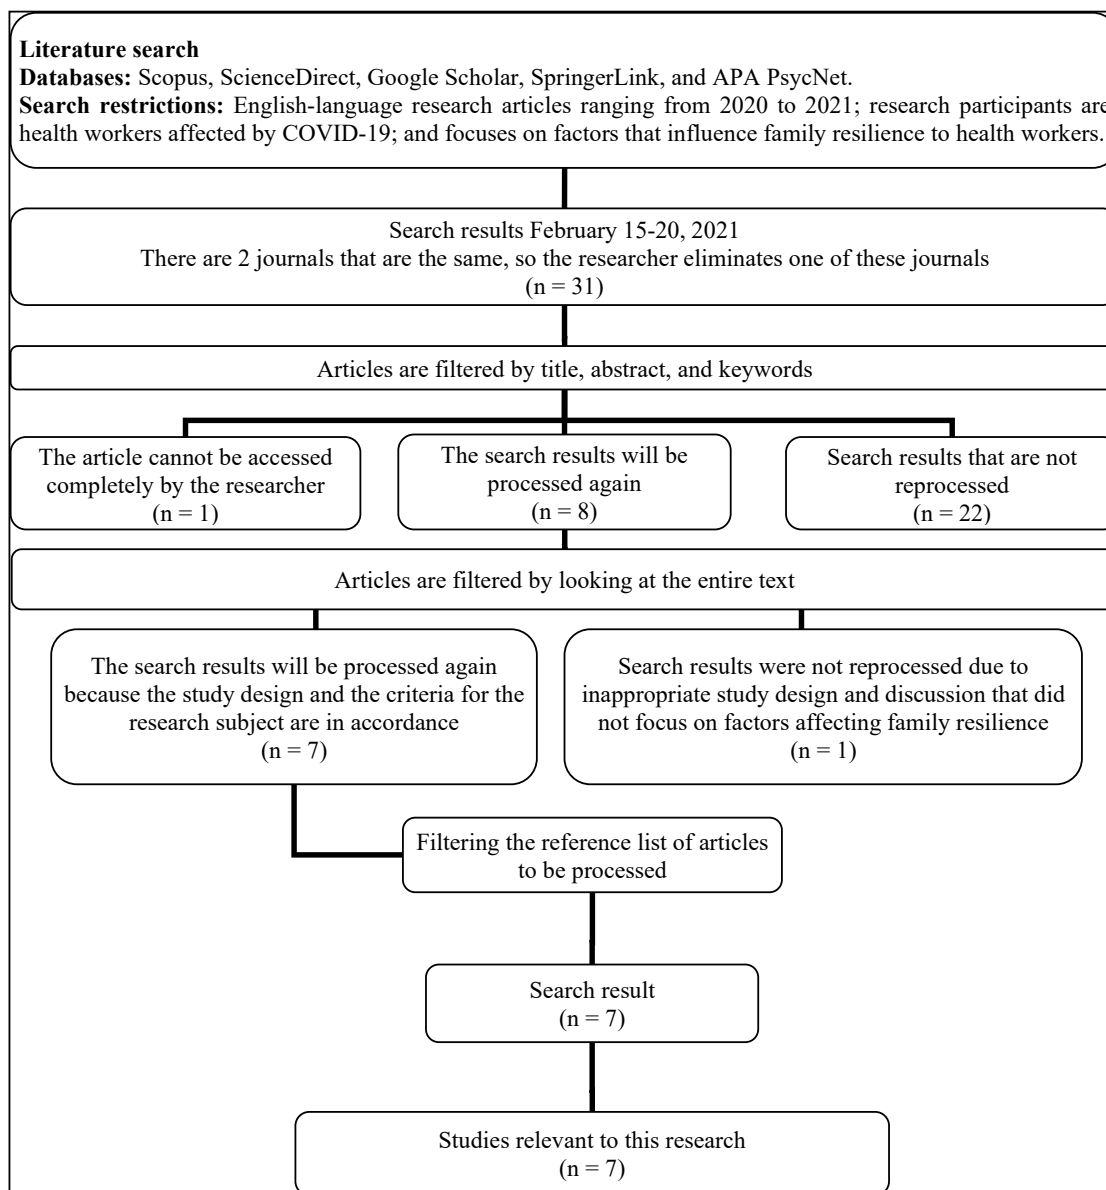 Literature search
Databases: Scopus, ScienceDirect, Google Scholar, SpringerLink, and APA PsycNet.
Search restrictions: English-language research articles ranging from 2020 to 2021; research participants are
health workers affected by COVID-19; and focuses on factors that influence family resilience to health workers.
Search results February 15-20, 2021
There are 2 journals that are the same, so the researcher eliminates one of these journals
(n = 31)
Articles are filtered by title, abstract, and keywords
The article cannot be accessed
completely by the researcher
(n = 1)
The search results will be
processed again
(n = 8)
Search results that are not
reprocessed
(n = 22)
Articles are filtered by looking at the entire text
The search results will be processed again
because the study design and the criteria for the
research subject are in accordance
(n = 7)
Search results were not reprocessed due to
inappropriate study design and discussion that did
not focus on factors affecting family resilience
(n = 1)
Filtering the reference list of articles
to be processed
Search result
(n = 7)
Studies relevant to this research
(n = 7)